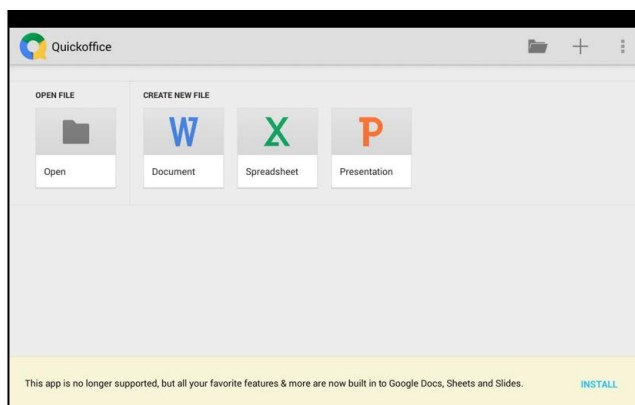 Quickoffice
OPEN FILE
CREATE NEW FILE
W
X
P
Open
Document
Spreadsheet
Presentation
This app is no longer supported, but all your favorite features & more are now built in to Google Docs, Sheets and Slides.
INSTALL